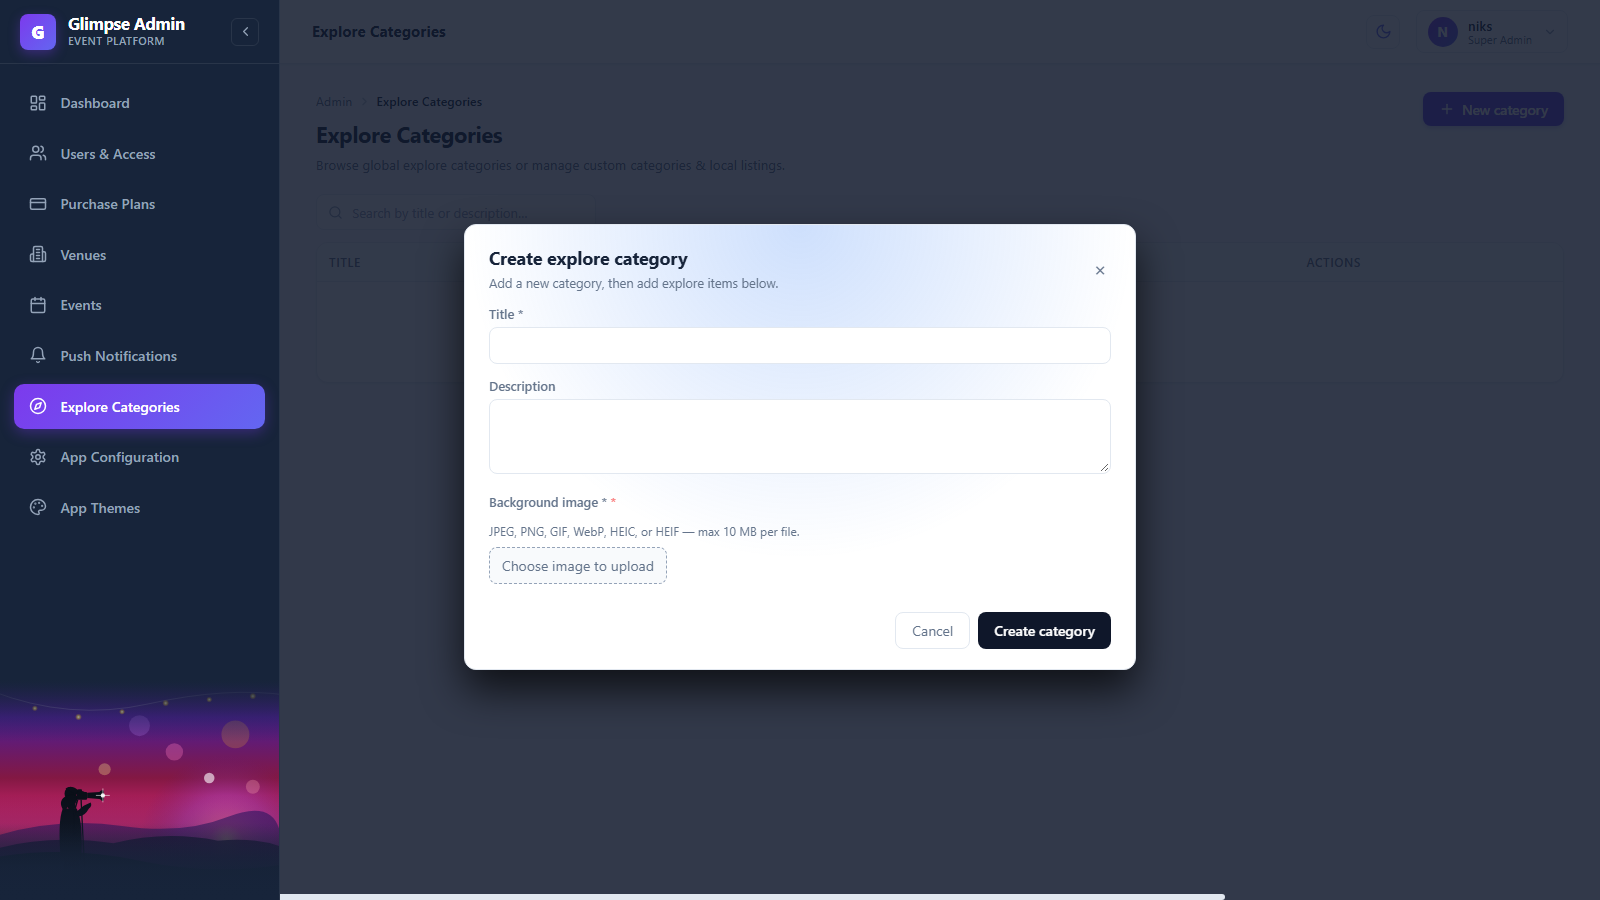 G
Glimpse Admin
EVENT PLATFORM
Dashboard
Users & Access
Purchase Plans
Venues
Events
Push Notifications
Explore Categories
App Configuration
App Themes
Explore Categories
N
niks
Super Admin
Admin > Explore Categories
Explore Categories
Browse global explore categories or manage custom categories & local listings.
+ New category
Search by title or description...
TITLE
ACTIONS
Create explore category
Add a new category, then add explore items below.
×
Title *
Description
Background image * *
JPEG, PNG, GIF, WebP, HEIC, or HEIF — max 10 MB per file.
Choose image to upload
Cancel
Create category